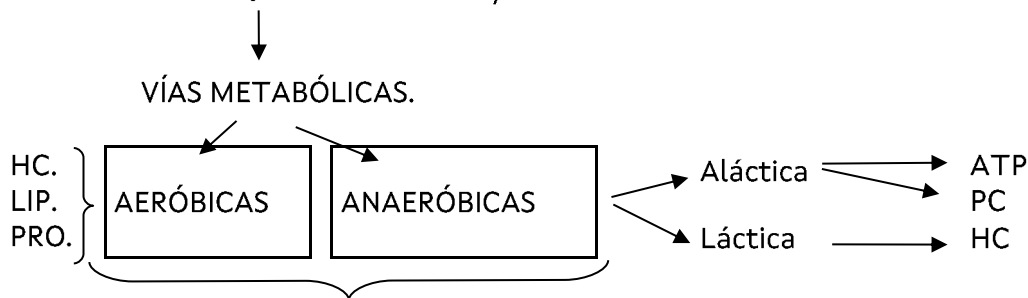 VÍAS METABÓLICAS.
HC.
LIP.
PRO.
AERÓBICAS
ANAERÓBICAS
Aláctica
Láctica
ATP
PC
HC